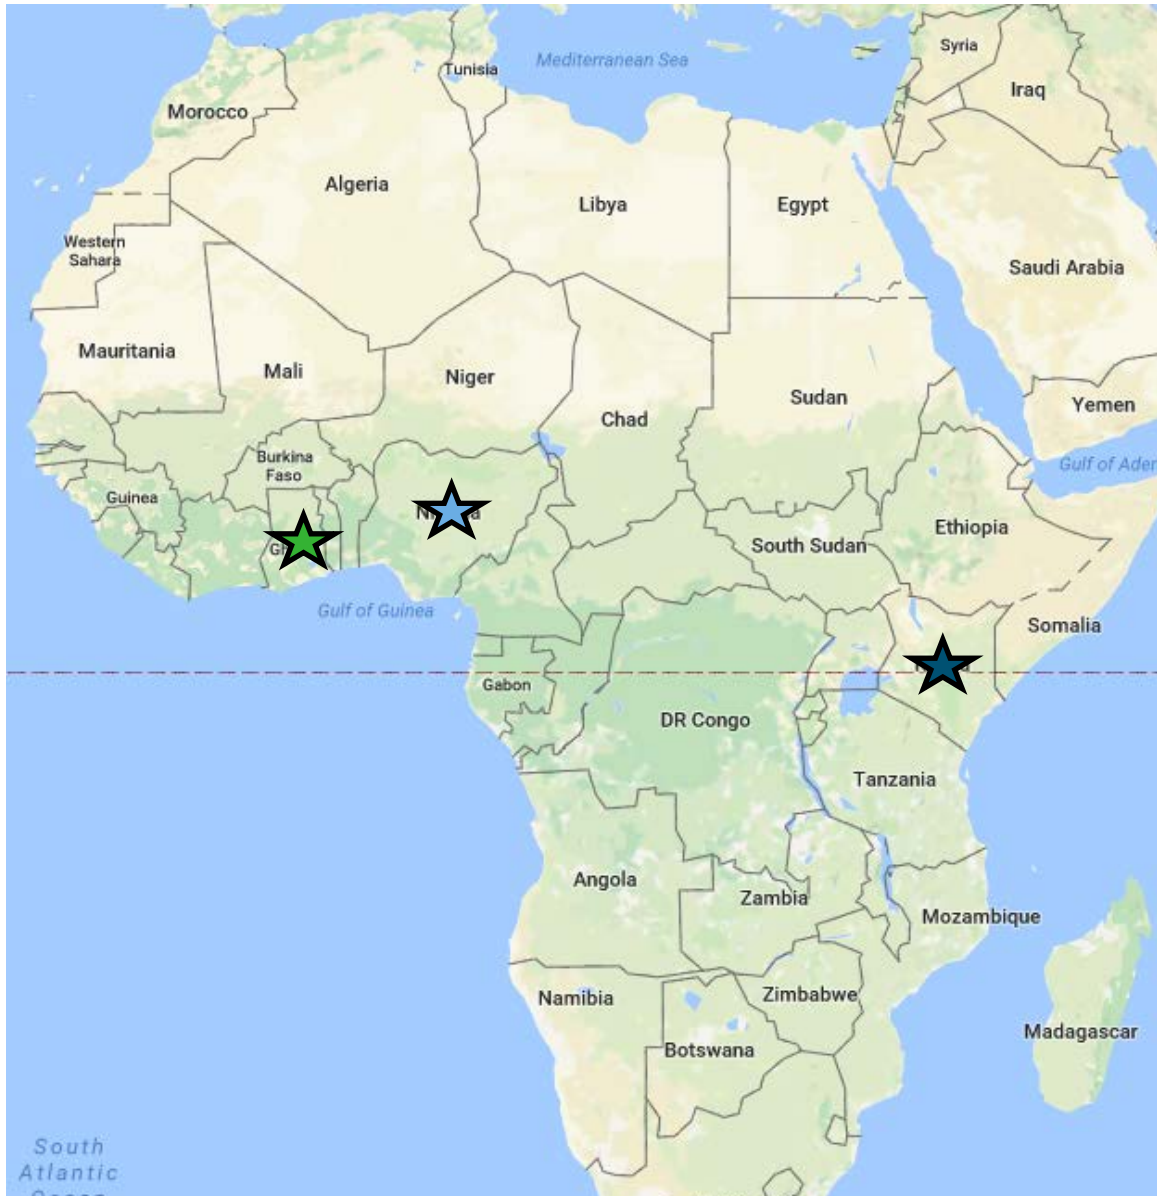 Syria
Mediterranean Sea
Tunisia
Iraq
Morocco
Algeria
Libya
Egypt
Western
Sahara
Saudi Arabia
Mauritania
Mali
Niger
Chad
Sudan
Yemen
Burkina
Faso
Gulf of Aden
Guinea
Ethiopia
South Sudan
Gulf of Guinea
Somalia
Gabon
DR Congo
Tanzania
Angola
Zambia
Mozambique
Namibia
Zimbabwe
Madagascar
Botswana
South
Atlantic